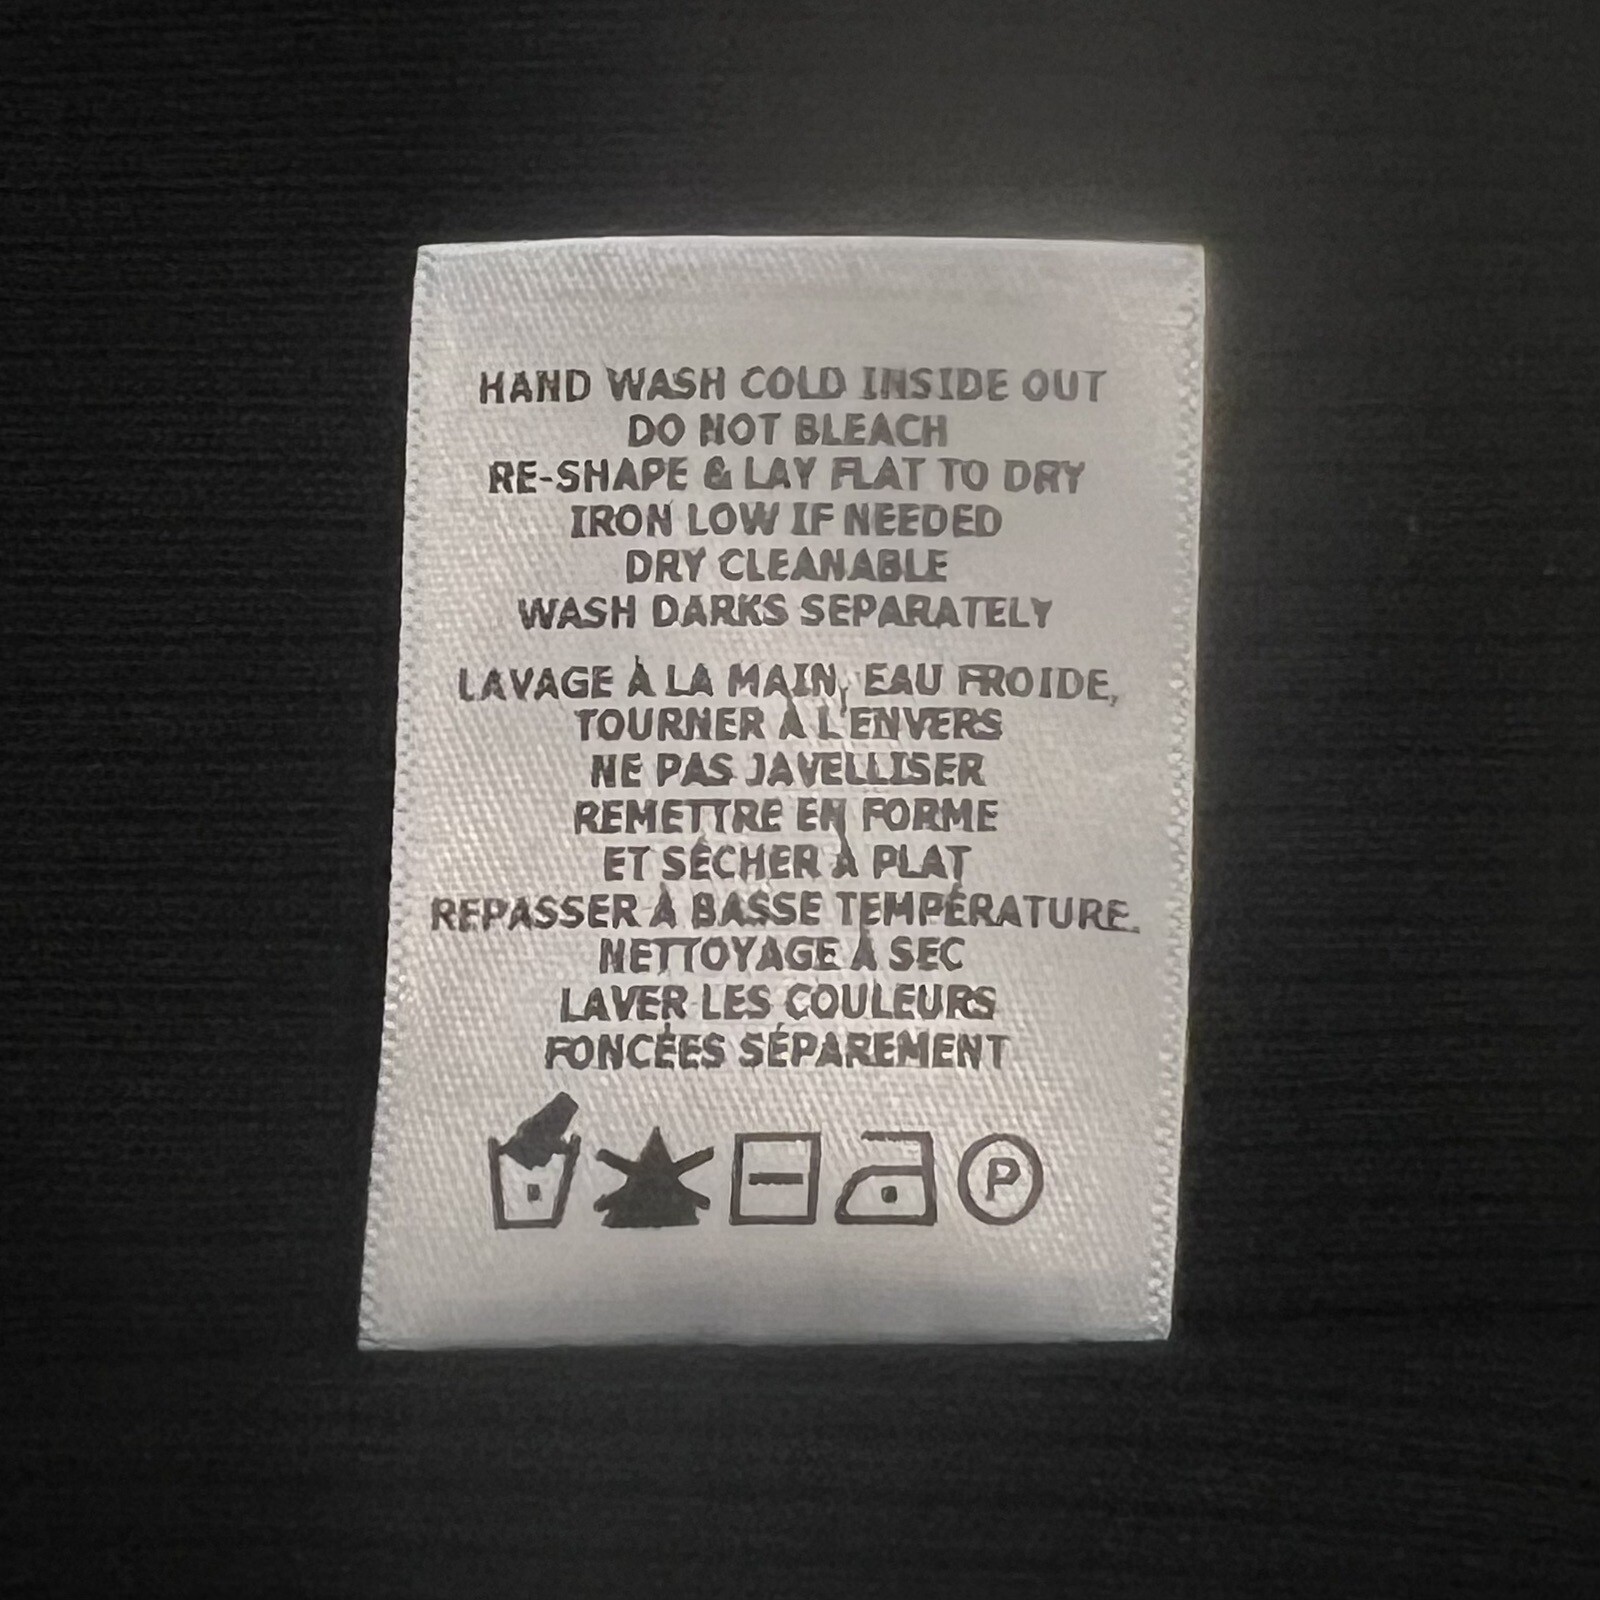 HAND WASH COLD INSIDE OUT
DO NOT BLEACH
RE-SHAPE & LAY FLAT TO DRY
IRON LOW IF NEEDED
DRY CLEANABLE
WASH DARKS SEPARATELY
LAVAGE À LA MAIN, EAU FROIDE,
TOURNER À L'ENVERS
NE PAS JAVELLISER
REMETTRE EN FORME
ET SÉCHER À PLAT
REPASSER À BASSE TEMPÉRATURE.
NETTOYAGE À SEC
LAVER LES COULEURS
FONCÉES SÉPAREMENT
P